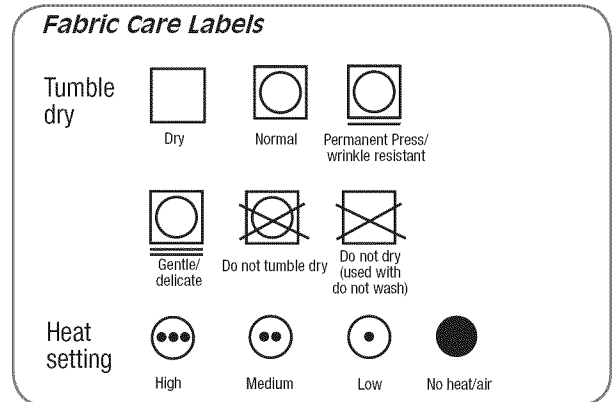 Fabric Care Labels
Tumble
dry
Dry
Normal
Permanent Press/
wrinkle resistant
Gentle/
delicate
Do not tumble dry
Do not dry
(used with
do not wash)
Heat
setting
High
Medium
Low
No heat/air